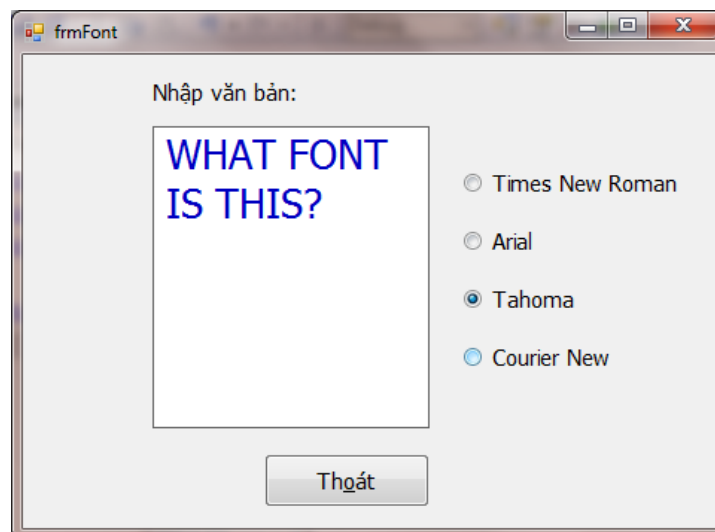 frmFont
Nhập văn bản:
WHAT FONT
IS THIS?
Times New Roman
Arial
Tahoma
Courier New
Thoát